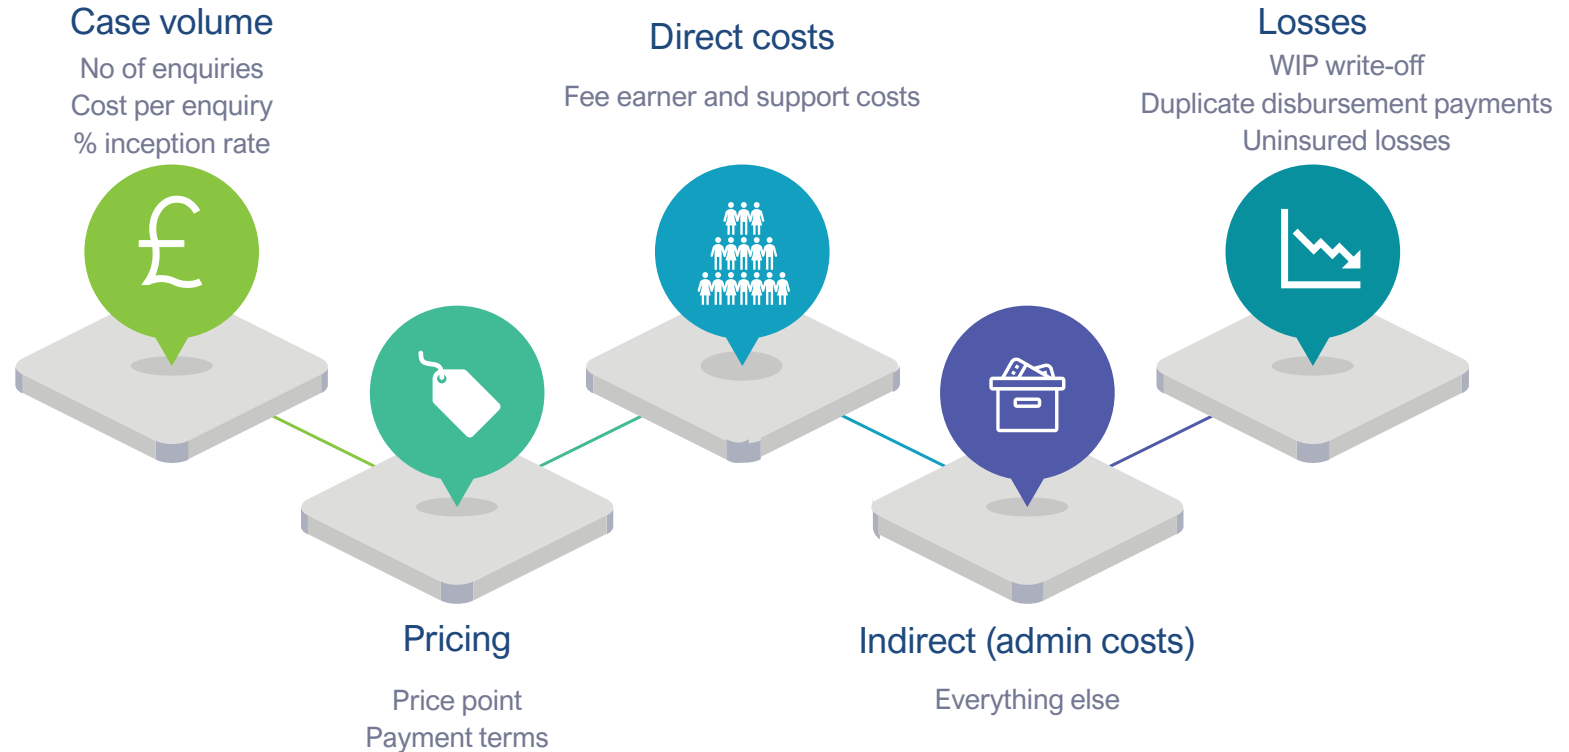 Case volume
No of enquiries
Cost per enquiry
% inception rate
Direct costs
Fee earner and support costs
Losses
WIP write-off
Duplicate disbursement payments
Uninsured losses
£
Pricing
Price point
Payment terms
Indirect (admin costs)
Everything else